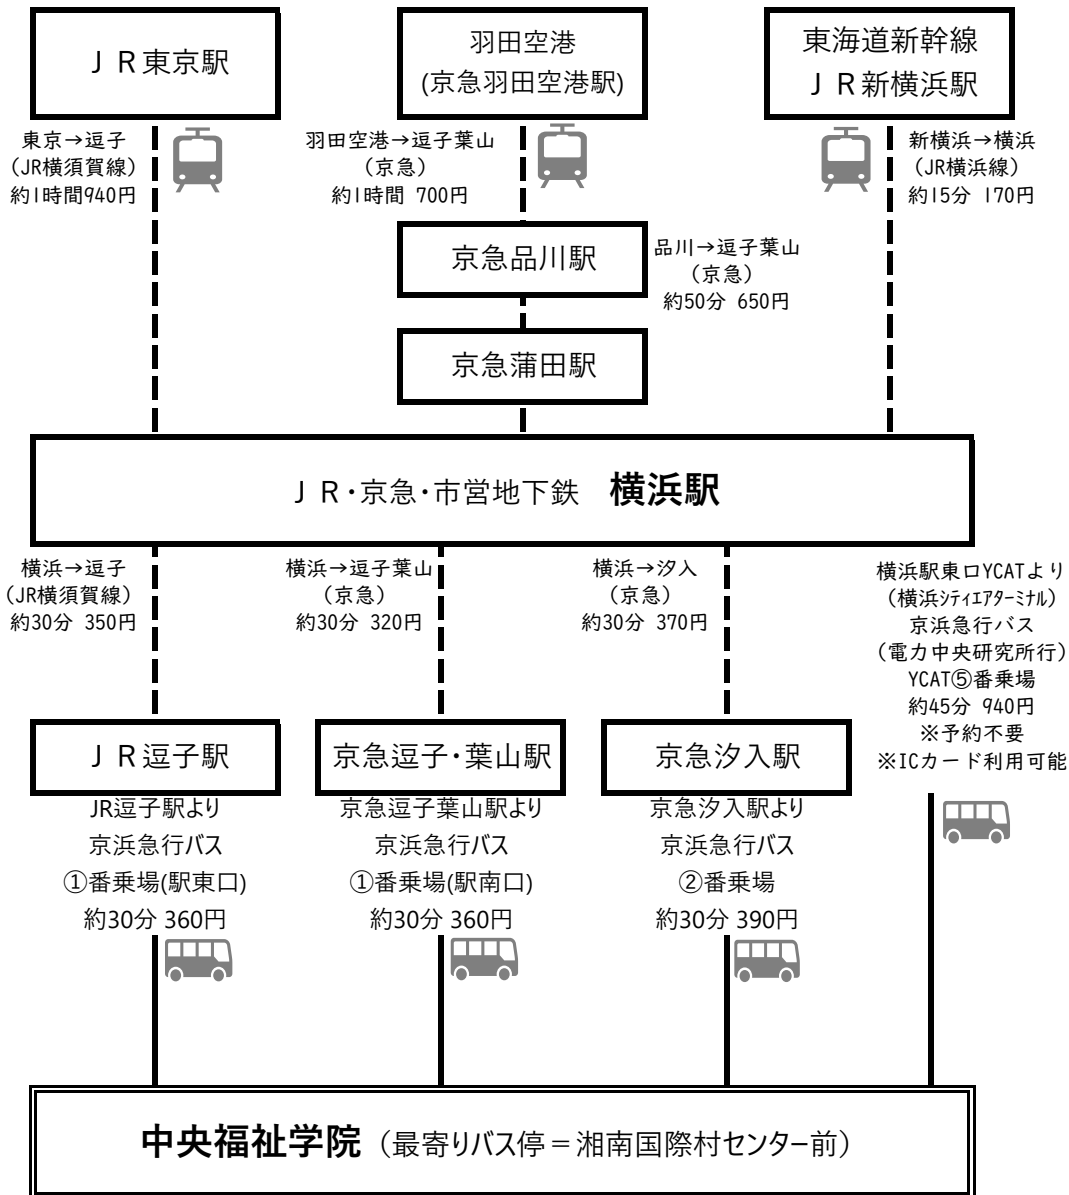 ＪＲ東京駅
羽田空港
(京急羽田空港駅)
東海道新幹線
ＪＲ新横浜駅
東京→逗子
(JR横須賀線)
約1時間940円
羽田空港→逗子葉山
(京急)
約1時間 700円
新横浜→横浜
(JR横浜線)
約15分 170円
京急品川駅
品川→逗子葉山
(京急)
約50分 650円
京急蒲田駅
ＪＲ･京急･市営地下鉄　横浜駅
横浜→逗子
(JR横須賀線)
約30分 350円
横浜→逗子葉山
(京急)
約30分 320円
横浜→汐入
(京急)
約30分 370円
横浜駅東口YCATより
(横浜ｼﾃｨｴｱﾀｰﾐﾅﾙ)
京浜急行バス
(電力中央研究所行)
YCAT⑤番乗場
約45分 940円
※予約不要
※ICカード利用可能
ＪＲ逗子駅
京急逗子･葉山駅
京急汐入駅
JR逗子駅より
京浜急行バス
①番乗場(駅東口)
約30分 360円
京急逗子葉山駅より
京浜急行バス
①番乗場(駅南口)
約30分 360円
京急汐入駅より
京浜急行バス
②番乗場
約30分 390円
中央福祉学院（最寄りバス停＝湘南国際村センター前）